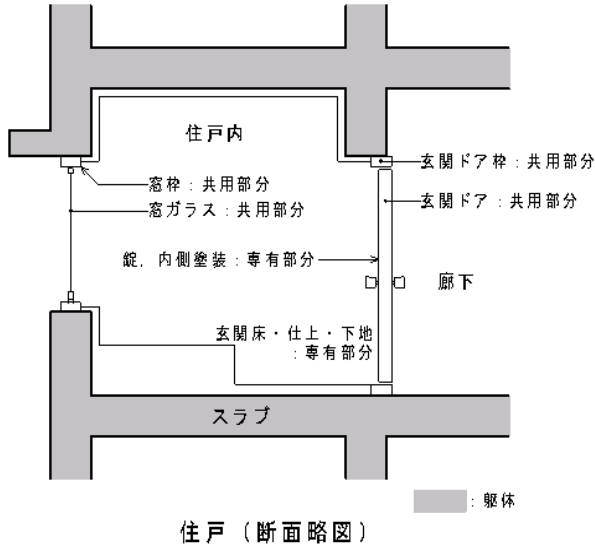 住戸内
玄関ドア枠：共用部分
窓枠：共用部分
玄関ドア：共用部分
窓ガラス：共用部分
錠，内側塗装：専有部分
廊下
玄関床・仕上・下地
：専有部分
スラブ
：躯体
住戸（断面略図）